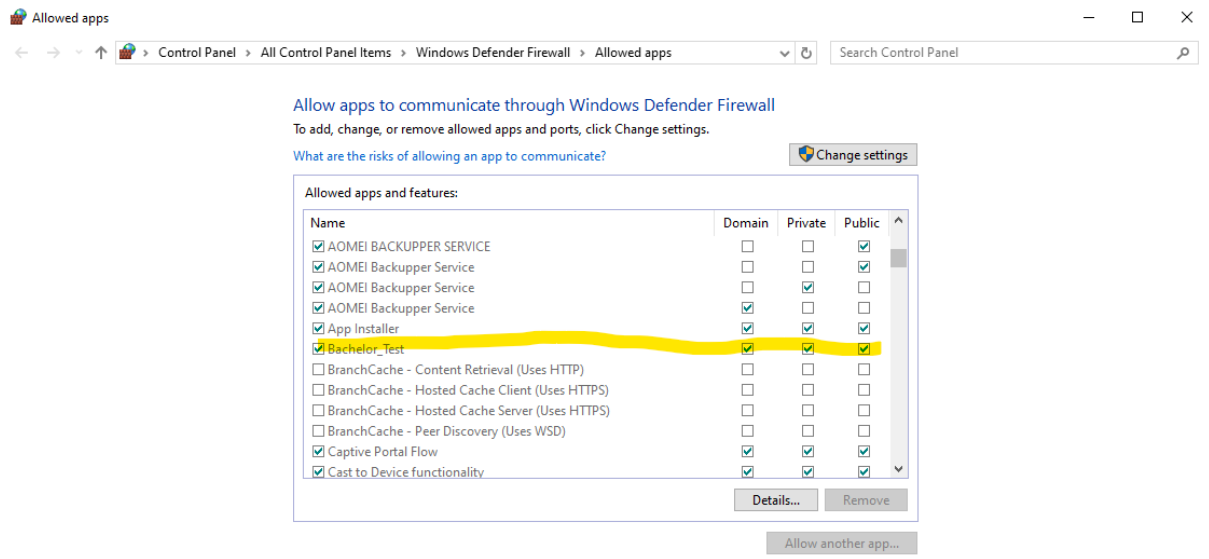 Allowed apps
Control Panel > All Control Panel Items > Windows Defender Firewall > Allowed apps
Search Control Panel
Allow apps to communicate through Windows Defender Firewall
To add, change, or remove allowed apps and ports, click Change settings.
What are the risks of allowing an app to communicate?
Change settings
Allowed apps and features:
Name Domain Private Public
AOMEI BACKUPPER SERVICE
AOMEI Backupper Service
AOMEI Backupper Service
AOMEI Backupper Service
App Installer
Bachelor_Test
BranchCache - Content Retrieval (Uses HTTP)
BranchCache - Hosted Cache Client (Uses HTTPS)
BranchCache - Hosted Cache Server (Uses HTTPS)
BranchCache - Peer Discovery (Uses WSD)
Captive Portal Flow
Cast to Device functionality
Details... Remove
Allow another app...